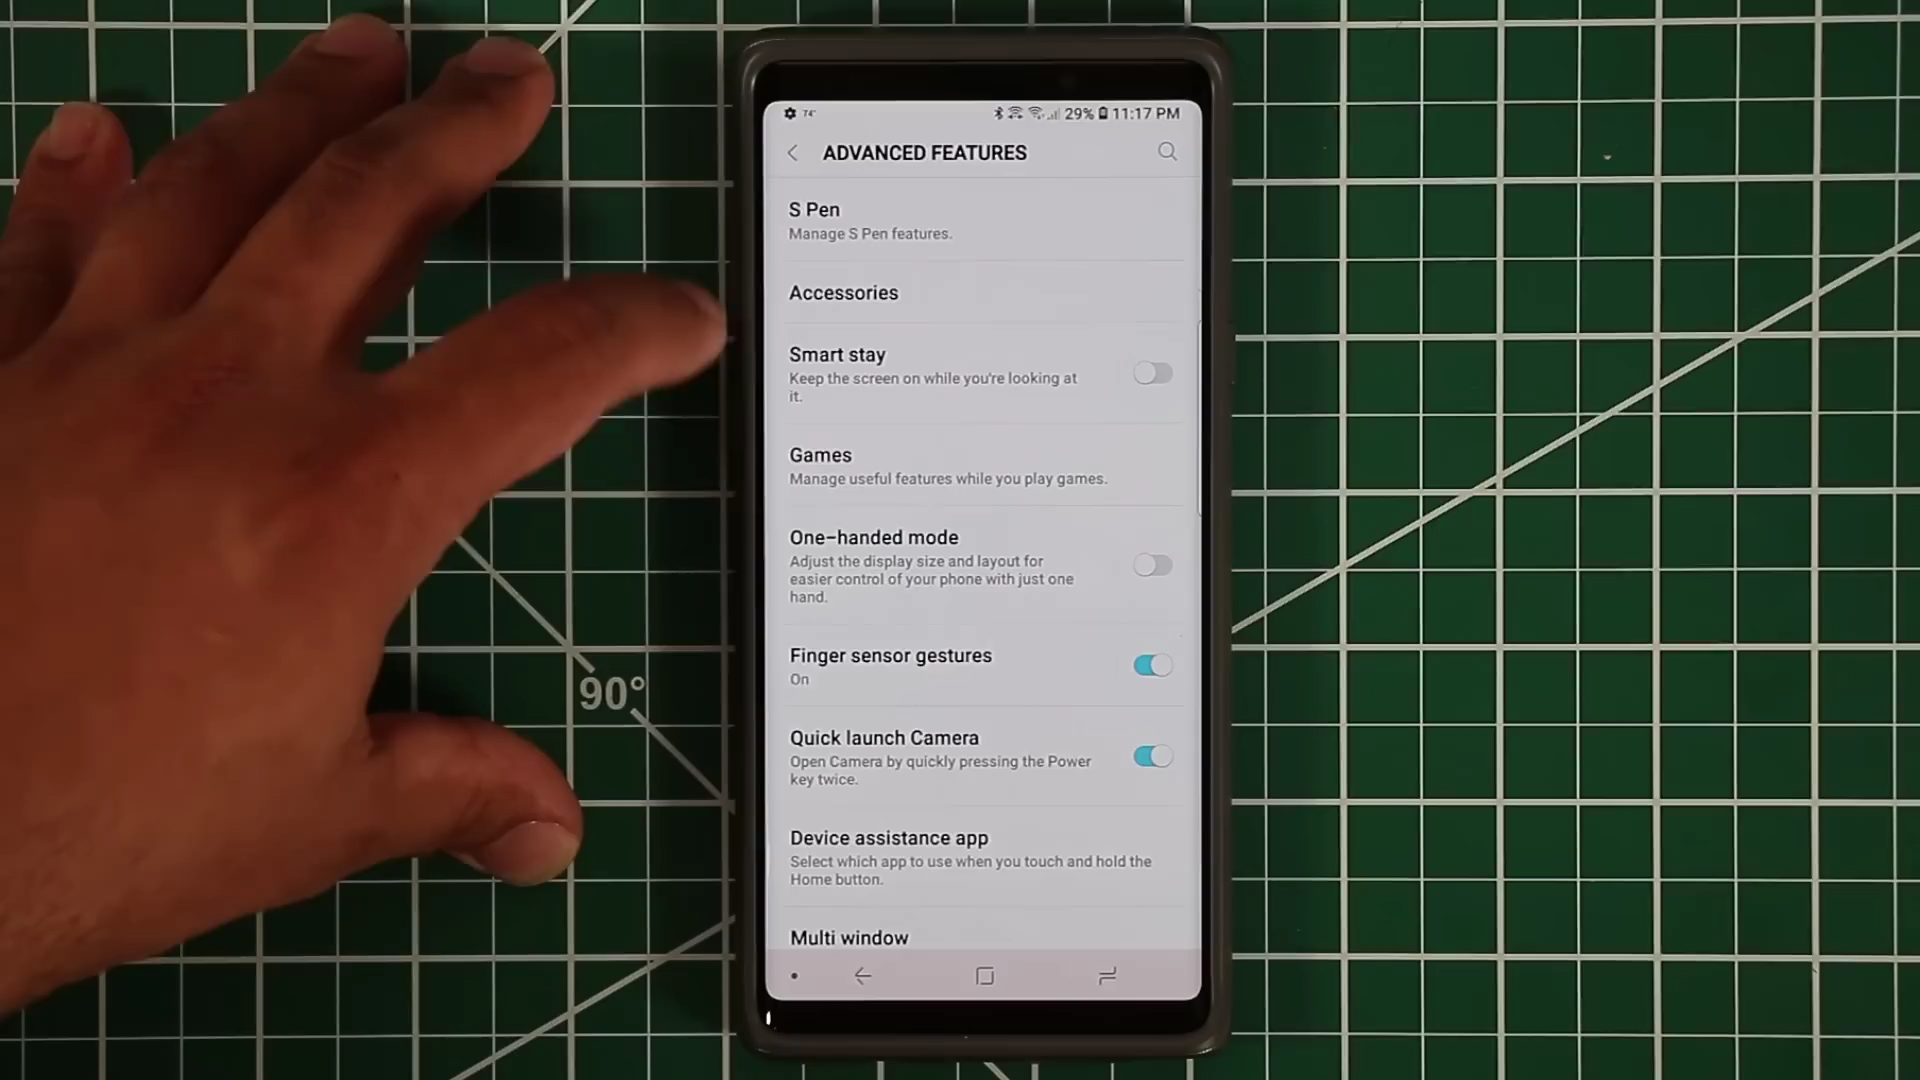 74°
29% 11:17 PM
ADVANCED FEATURES
S Pen
Manage S Pen features.
Accessories
Smart stay
Keep the screen on while you're looking at
it.
Games
Manage useful features while you play games.
One-handed mode
Adjust the display size and layout for
easier control of your phone with just one
hand.
Finger sensor gestures
On
Quick launch Camera
Open Camera by quickly pressing the Power
key twice.
Device assistance app
Select which app to use when you touch and hold the
Home button.
Multi window
90°